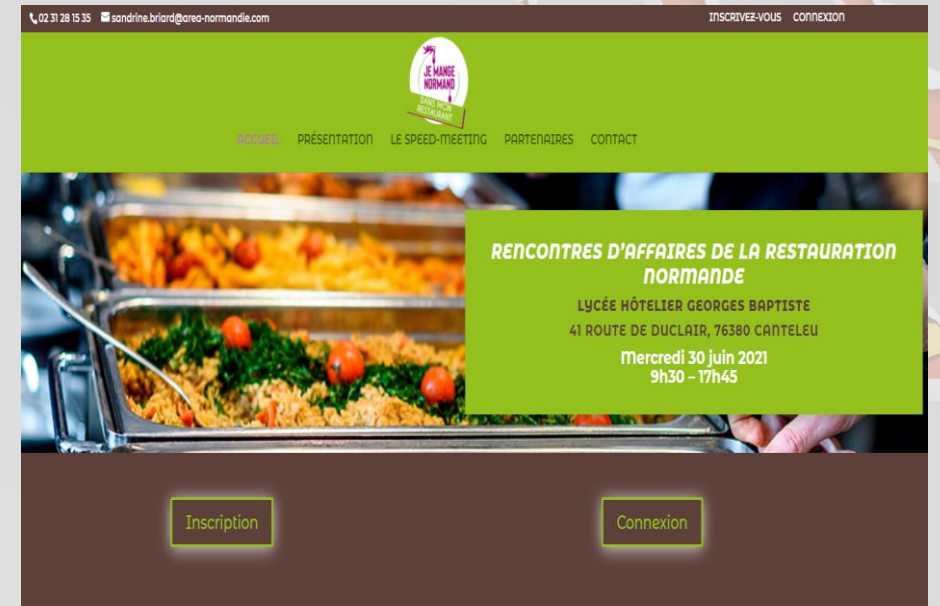 02 31 28 15 35 sandrine.briard@area-normandie.com INSCRIVEZ-VOUS CONNEXION
JE MANGE
NORMAND
DANS MON
RESTAURANT
ACCUEIL PRÉSENTATION LE SPEED-MEETING PARTENAIRES CONTACT
RENCONTRES D'AFFAIRES DE LA RESTAURATION
NORMANDE
LYCÉE HÔTELIER GEORGES BAPTISTE
41 ROUTE DE DUCLAIR, 76380 CANTELEU
Mercredi 30 juin 2021
9h30 – 17h45
Inscription Connexion